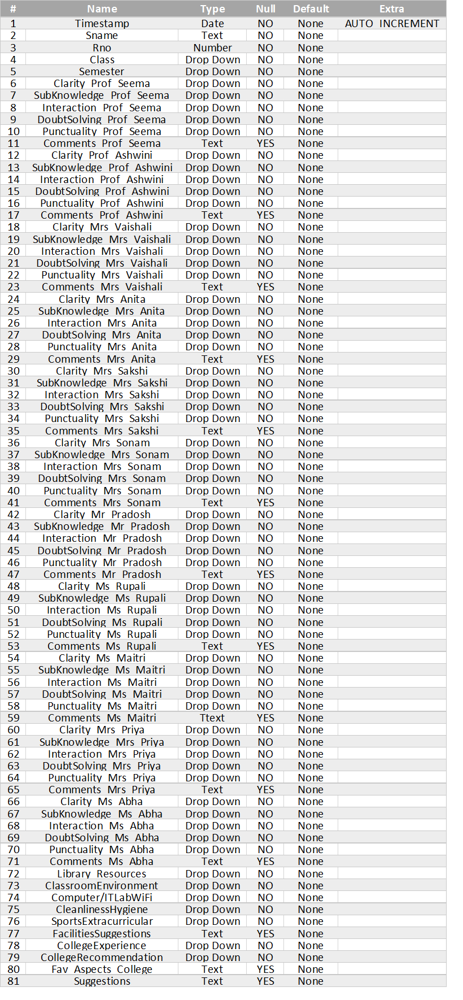 # Name Type Null Default Extra
1 Timestamp Date NO None AUTO INCREMENT
2 Sname Text NO None
3 Rno Number NO None
4 Class Drop Down NO None
5 Semester Drop Down NO None
6 Clarity Prof Seema Drop Down NO None
7 SubKnowledge Prof Seema Drop Down NO None
8 Interaction Prof Seema Drop Down NO None
9 DoubtSolving Prof Seema Drop Down NO None
10 Punctuality Prof Seema Drop Down NO None
11 Comments Prof Seema Text YES None
12 Clarity Prof Ashwini Drop Down NO None
13 SubKnowledge Prof Ashwini Drop Down NO None
14 Interaction Prof Ashwini Drop Down NO None
15 DoubtSolving Prof Ashwini Drop Down NO None
16 Punctuality Prof Ashwini Drop Down NO None
17 Comments Prof Ashwini Text YES None
18 Clarity Mrs Vaishali Drop Down NO None
19 SubKnowledge Mrs Vaishali Drop Down NO None
20 Interaction Mrs Vaishali Drop Down NO None
21 DoubtSolving Mrs Vaishali Drop Down NO None
22 Punctuality Mrs Vaishali Drop Down NO None
23 Comments Mrs Vaishali Text YES None
24 Clarity Mrs Anita Drop Down NO None
25 SubKnowledge Mrs Anita Drop Down NO None
26 Interaction Mrs Anita Drop Down NO None
27 DoubtSolving Mrs Anita Drop Down NO None
28 Punctuality Mrs Anita Drop Down NO None
29 Comments Mrs Anita Text YES None
30 Clarity Mrs Sakshi Drop Down NO None
31 SubKnowledge Mrs Sakshi Drop Down NO None
32 Interaction Mrs Sakshi Drop Down NO None
33 DoubtSolving Mrs Sakshi Drop Down NO None
34 Punctuality Mrs Sakshi Drop Down NO None
35 Comments Mrs Sakshi Text YES None
36 Clarity Mrs Sonam Drop Down NO None
37 SubKnowledge Mrs Sonam Drop Down NO None
38 Interaction Mrs Sonam Drop Down NO None
39 DoubtSolving Mrs Sonam Drop Down NO None
40 Punctuality Mrs Sonam Drop Down NO None
41 Comments Mrs Sonam Text YES None
42 Clarity Mr Pradosh Drop Down NO None
43 SubKnowledge Mr Pradosh Drop Down NO None
44 Interaction Mr Pradosh Drop Down NO None
45 DoubtSolving Mr Pradosh Drop Down NO None
46 Punctuality Mr Pradosh Drop Down NO None
47 Comments Mr Pradosh Text YES None
48 Clarity Ms Rupali Drop Down NO None
49 SubKnowledge Ms Rupali Drop Down NO None
50 Interaction Ms Rupali Drop Down NO None
51 DoubtSolving Ms Rupali Drop Down NO None
52 Punctuality Ms Rupali Drop Down NO None
53 Comments Ms Rupali Text YES None
54 Clarity Ms Maitri Drop Down NO None
55 SubKnowledge Ms Maitri Drop Down NO None
56 Interaction Ms Maitri Drop Down NO None
57 DoubtSolving Ms Maitri Drop Down NO None
58 Punctuality Ms Maitri Drop Down NO None
59 Comments Ms Maitri Ttext YES None
60 Clarity Mrs Priya Drop Down NO None
61 SubKnowledge Mrs Priya Drop Down NO None
62 Interaction Mrs Priya Drop Down NO None
63 DoubtSolving Mrs Priya Drop Down NO None
64 Punctuality Mrs Priya Drop Down NO None
65 Comments Mrs Priya Text YES None
66 Clarity Ms Abha Drop Down NO None
67 SubKnowledge Ms Abha Drop Down NO None
68 Interaction Ms Abha Drop Down NO None
69 DoubtSolving Ms Abha Drop Down NO None
70 Punctuality Ms Abha Drop Down NO None
71 Comments Ms Abha Text YES None
72 Library Resources Drop Down NO None
73 ClassroomEnvironment Drop Down NO None
74 Computer/ITLabWiFi Drop Down NO None
75 CleanlinessHygiene Drop Down NO None
76 SportsExtracurricular Drop Down NO None
77 FacilitiesSuggestions Text YES None
78 CollegeExperience Drop Down NO None
79 CollegeRecommendation Drop Down NO None
80 Fav Aspects College Text YES None
81 Suggestions Text YES None